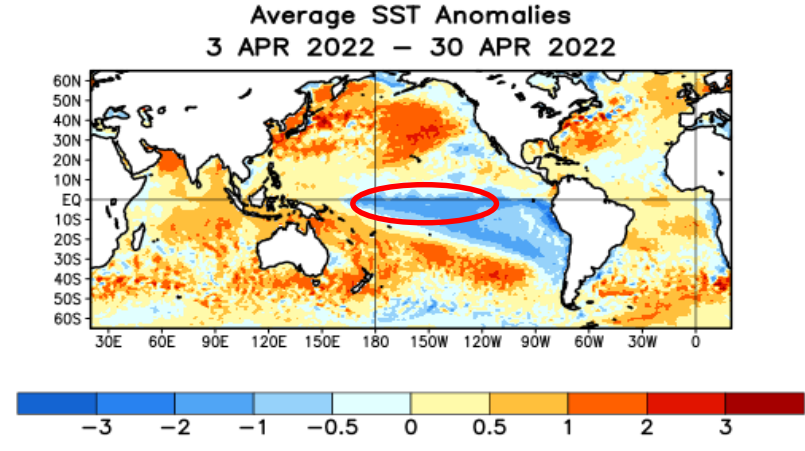 Average SST Anomalies
3 APR 2022 – 30 APR 2022
60N
50N
40N
30N
20N
10N
EQ
10S
20S
30S
40S
50S
60S
30E 60E 90E 120E 150E 180 150W 120W 90W 60W 30W 0
−3 −2 −1 −0.5 0 0.5 1 2 3